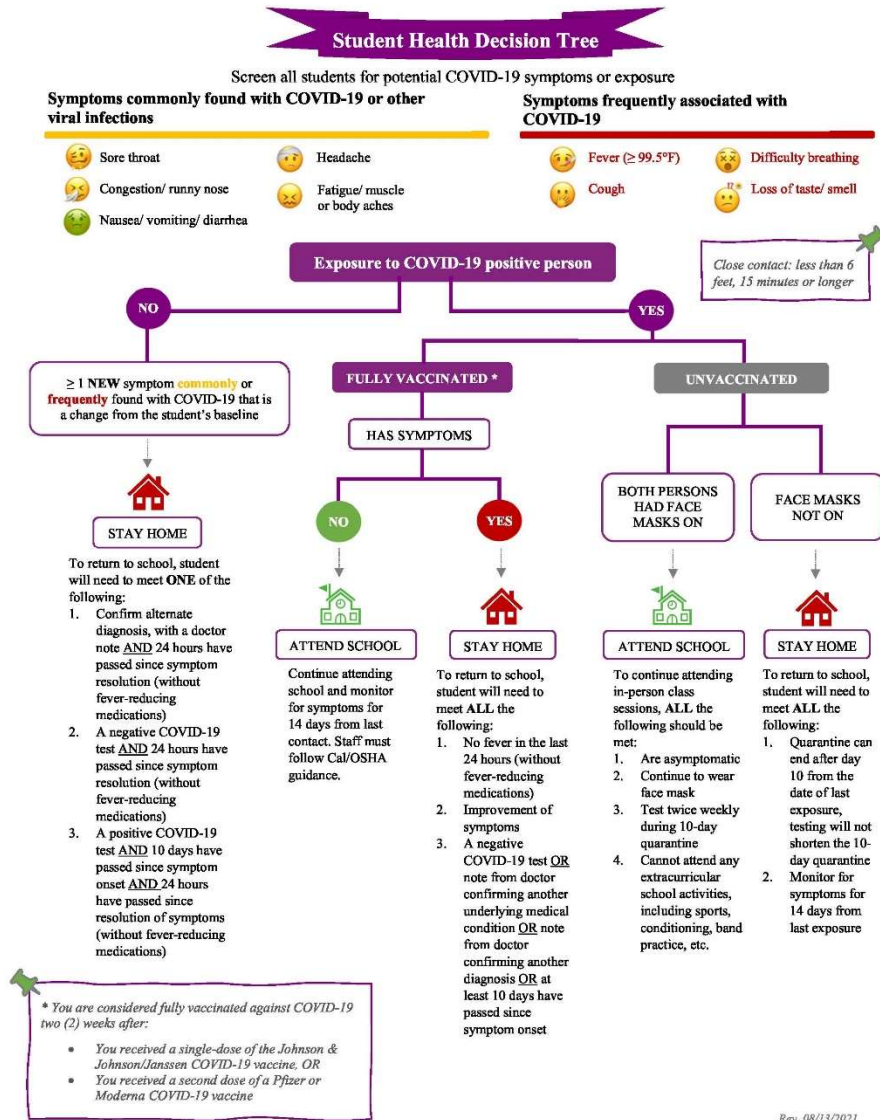 Student Health Decision Tree
Screen all students for potential COVID-19 symptoms or exposure
Symptoms commonly found with COVID-19 or other
viral infections
Sore throat
Headache
Congestion/ runny nose
Fatigue/ muscle
or body aches
Nausea/ vomiting/ diarrhea
Symptoms frequently associated with
COVID-19
Fever (≥ 99.5°F)
Difficulty breathing
Cough
Loss of taste/ smell
Exposure to COVID-19 positive person
Close contact: less than 6
feet, 15 minutes or longer
NO
YES
≥ 1 NEW symptom commonly or
frequently found with COVID-19 that is
a change from the student's baseline
STAY HOME
To return to school, student
will need to meet ONE of the
following:
1. Confirm alternate
diagnosis, with a doctor
note AND 24 hours have
passed since symptom
resolution (without
fever-reducing
medications)
2. A negative COVID-19
test AND 24 hours have
passed since symptom
resolution (without
fever-reducing
medications)
3. A positive COVID-19
test AND 10 days have
passed since symptom
onset AND 24 hours
have passed since
resolution of symptoms
(without fever-reducing
medications)
FULLY VACCINATED *
HAS SYMPTOMS
NO
ATTEND SCHOOL
Continue attending
school and monitor
for symptoms for
14 days from last
contact. Staff must
follow Cal/OSHA
guidance.
YES
STAY HOME
To return to school,
student will need to
meet ALL the
following:
1. No fever in the last
24 hours (without
fever-reducing
medications)
2. Improvement of
symptoms
3. A negative
COVID-19 test OR
note from doctor
confirming another
underlying medical
condition OR note
from doctor
confirming another
diagnosis OR at
least 10 days have
passed since
symptom onset
UNVACCINATED
BOTH PERSONS
HAD FACE
MASKS ON
ATTEND SCHOOL
To continue attending
in-person class
sessions, ALL the
following should be
met:
1. Are asymptomatic
2. Continue to wear
face mask
3. Test twice weekly
during 10-day
quarantine
4. Cannot attend any
extracurricular
school activities,
including sports,
conditioning, band
practice, etc.
FACE MASKS
NOT ON
STAY HOME
To return to school,
student will need to
meet ALL the
following:
1. Quarantine can
end after day
10 from the
date of last
exposure,
testing will not
shorten the 10-
day quarantine
2. Monitor for
symptoms for
14 days from
last exposure
* You are considered fully vaccinated against COVID-19
two (2) weeks after:
• You received a single-dose of the Johnson &
Johnson/Janssen COVID-19 vaccine, OR
• You received a second dose of a Pfizer or
Moderna COVID-19 vaccine
Rev. 08/13/2021